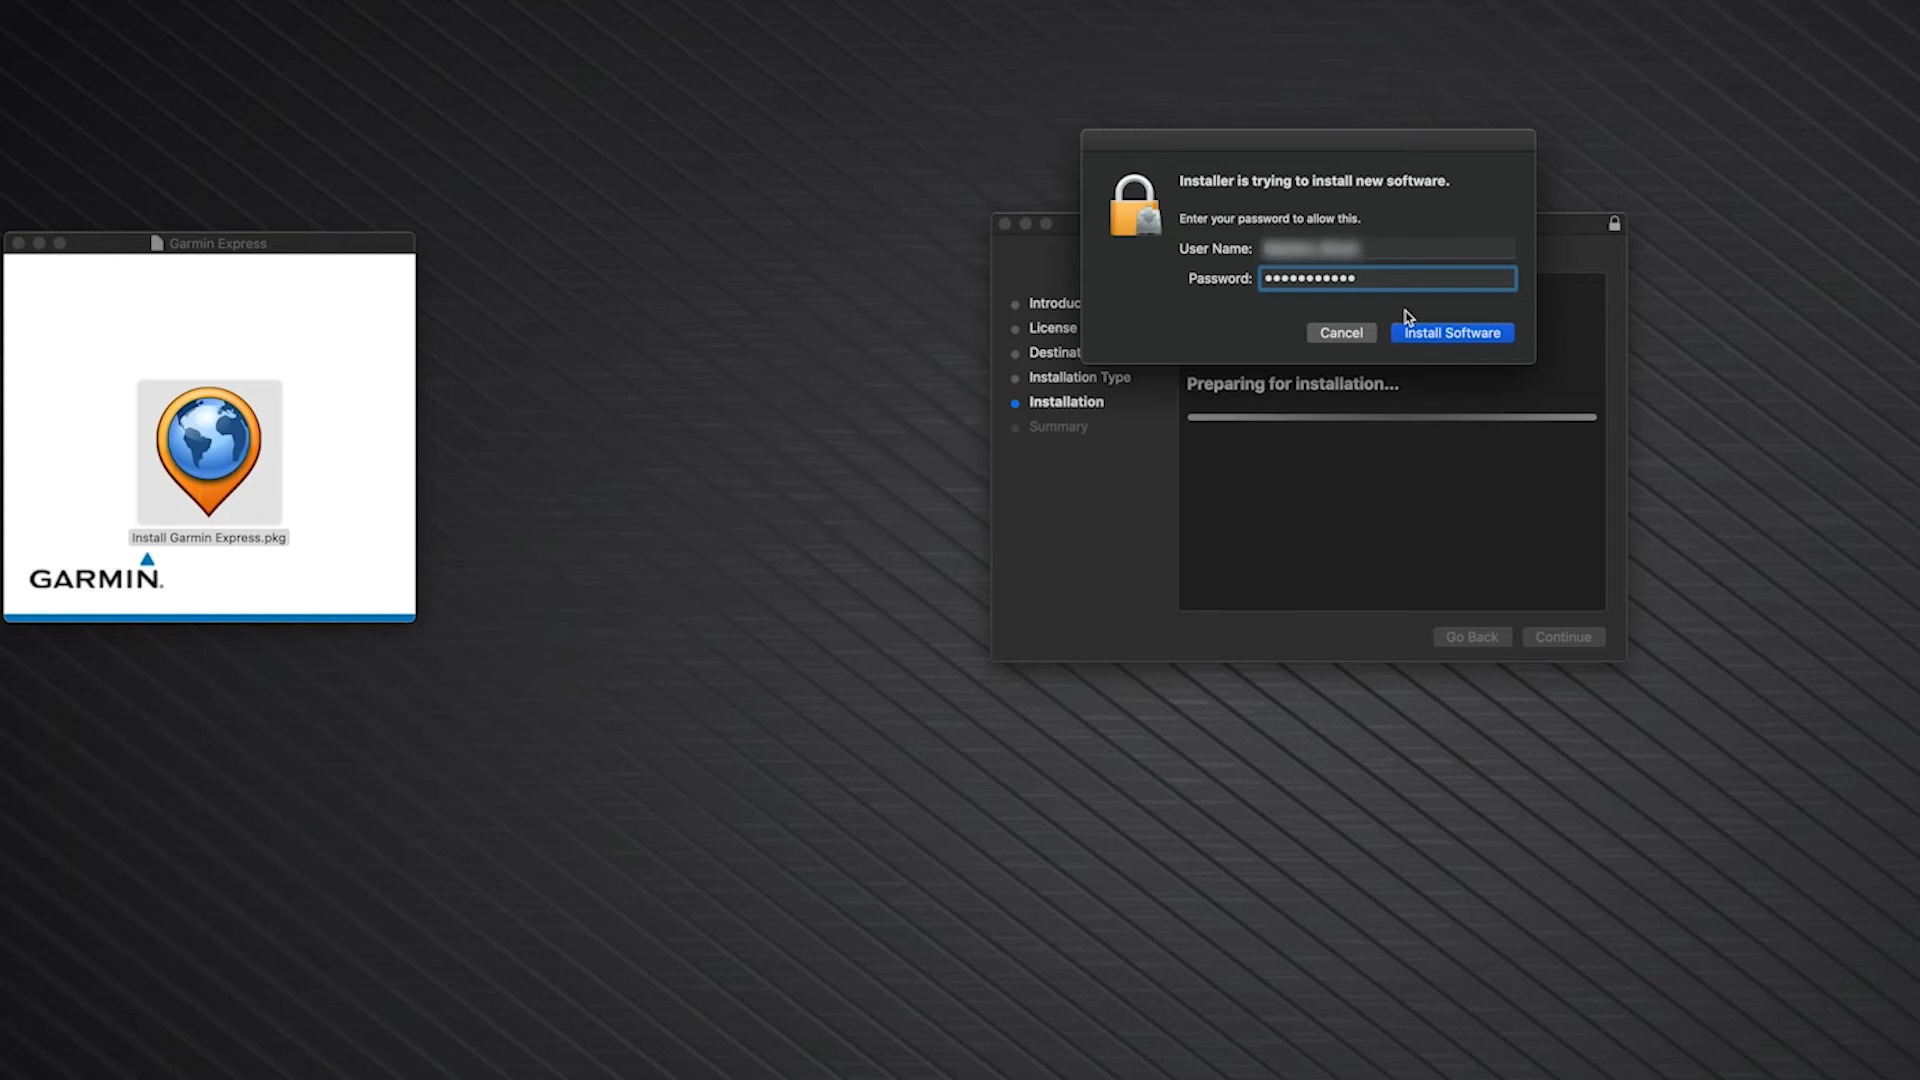 Garmin Express
Install Garmin Express.pkg
GARMIN.
Installer is trying to install new software.
Enter your password to allow this.
User Name:
Password: •••••••••••
Cancel
Install Software
Introduc
License
Destinat
Installation Type
Installation
Summary
Preparing for installation...
Go Back
Continue